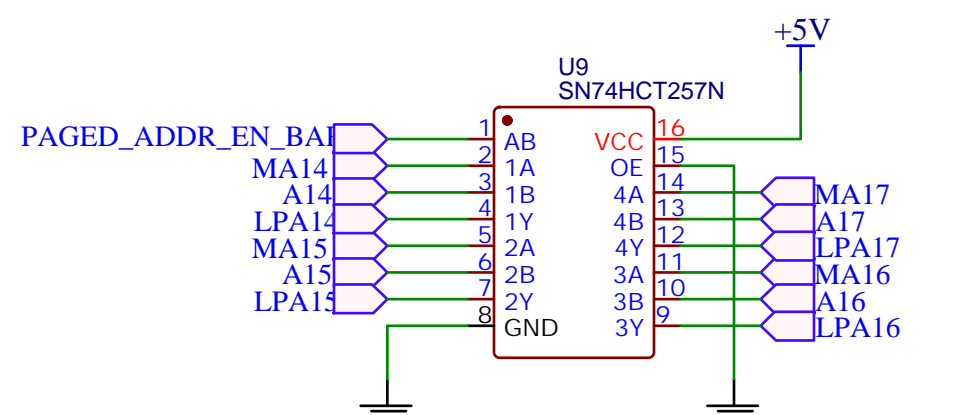 +5V
U9
SN74HCT257N
PAGED_ADDR_EN_BAR 1 AB VCC 16
MA14 2 1A OE 15
A14 3 1B 4A 14 MA17
LPA14 4 1Y 4B 13 A17
MA15 5 2A 4Y 12 LPA17
A15 6 2B 3A 11 MA16
LPA15 7 2Y 3B 10 A16
8 GND 3Y 9 LPA16